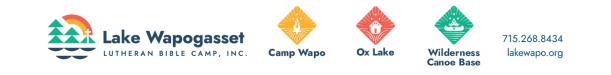 Lake Wapogasset
LUTHERAN BIBLE CAMP, INC.
Camp Wapo
Ox Lake
Wilderness
Canoe Base
715.268.8434
lakewapo.org